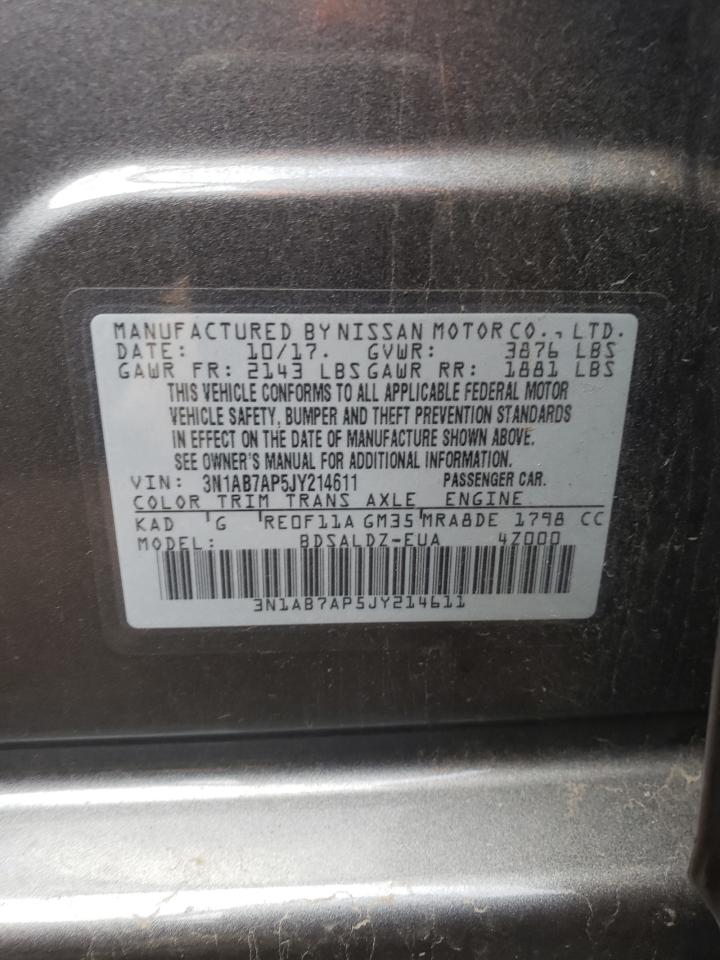 MANUFACTURED BY NISSAN MOTOR CO., LTD.
DATE: 10/17. GVWR: 3876 LBS
GAWR FR: 2143 LBS GAWR RR: 1881 LBS
THIS VEHICLE CONFORMS TO ALL APPLICABLE FEDERAL MOTOR
VEHICLE SAFETY, BUMPER AND THEFT PREVENTION STANDARDS
IN EFFECT ON THE DATE OF MANUFACTURE SHOWN ABOVE.
SEE OWNER'S MANUAL FOR ADDITIONAL INFORMATION.
VIN: 3N1AB7AP5JY214611 PASSENGER CAR.
COLOR TRIM TRANS AXLE ENGINE
KAD 'G 'RE0F11A GM35'MRA8DE 1798 CC
MODEL: BDSALDZ-EUA 4Z000
3N1AB7AP5JY214611